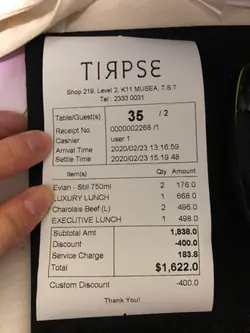 TIRPSE
Shop 219, Level 2, K11 MUSEA, T.S.T
Tel : 2333 0031
Table/Guest(s) 35 / 2
Receipt No. 0000002268 /1
Cashier user 1
Arrival Time 2020/02/23 13:16:59
Settle Time 2020/02/23 15:19:48
Item(s) Qty Amount
Evian - Still 750ml 2 176.0
LUXURY LUNCH 1 668.0
Charolais Beef (L) 2 496.0
EXECUTIVE LUNCH 1 498.0
Subtotal Amt 1,838.0
Discount -400.0
Service Charge 183.8
Total $1,622.0
Custom Discount -400.0
Thank You!